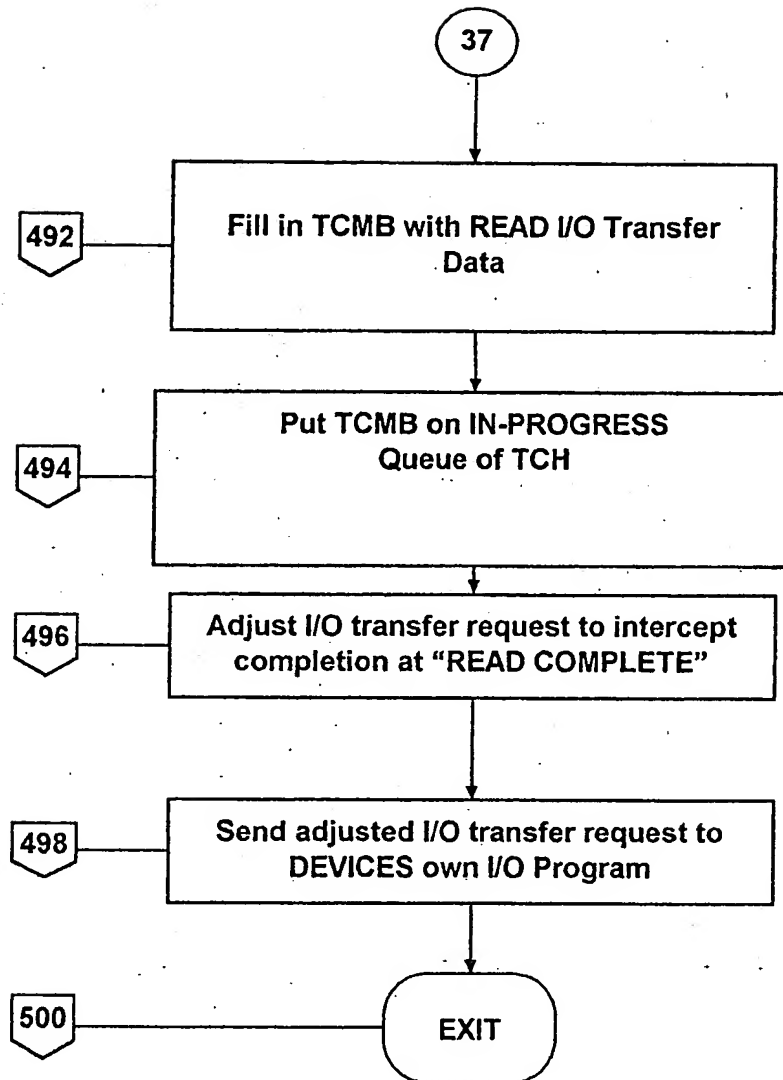 37
492
Fill in TCMB with READ I/O Transfer
Data
494
Put TCMB on IN-PROGRESS
Queue of TCH
496
Adjust I/O transfer request to intercept
completion at “READ COMPLETE”
498
Send adjusted I/O transfer request to
DEVICES own I/O Program
500
EXIT